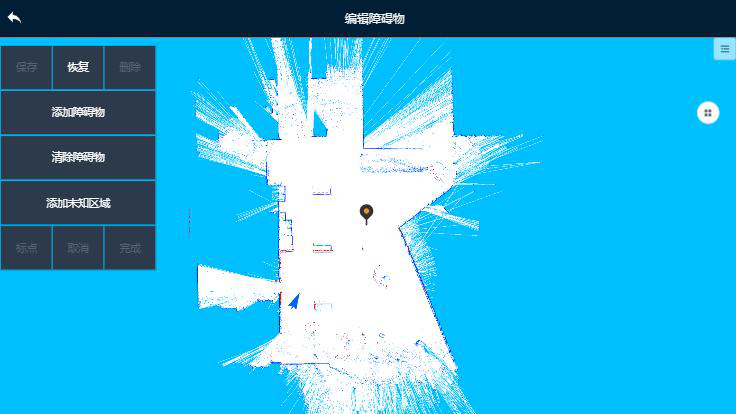 编辑障碍物
保存 恢复 删除
添加障碍物
清除障碍物
添加未知区域
标点 取消 完成